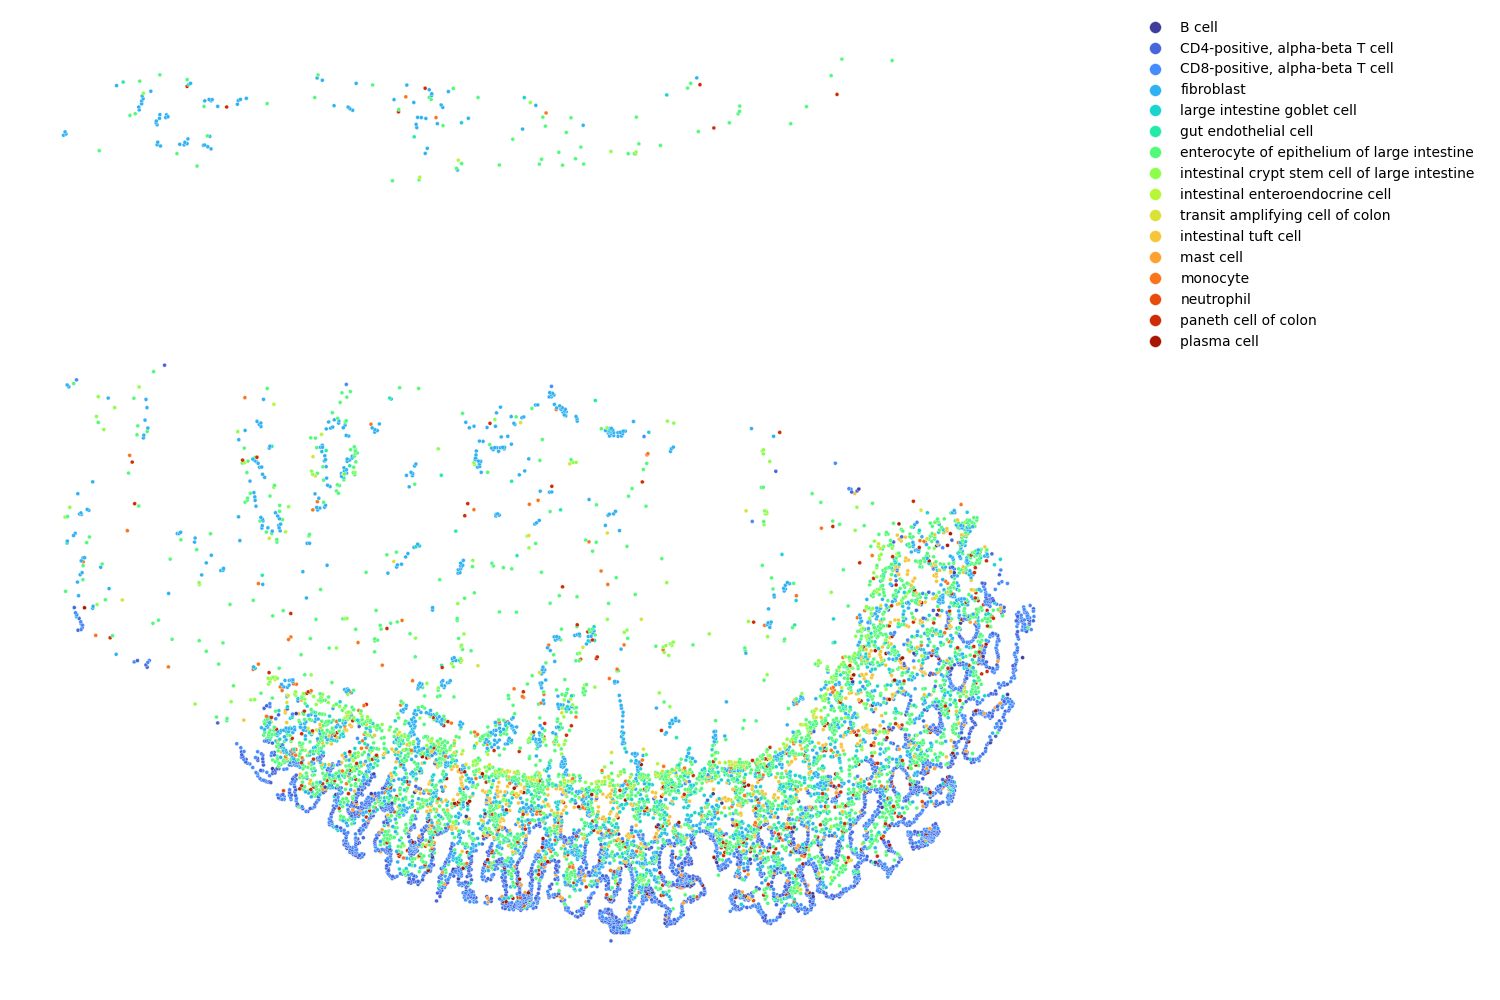 B cell
CD4-positive, alpha-beta T cell
CD8-positive, alpha-beta T cell
fibroblast
large intestine goblet cell
gut endothelial cell
enterocyte of epithelium of large intestine
intestinal crypt stem cell of large intestine
intestinal enteroendocrine cell
transit amplifying cell of colon
intestinal tuft cell
mast cell
monocyte
neutrophil
paneth cell of colon
plasma cell